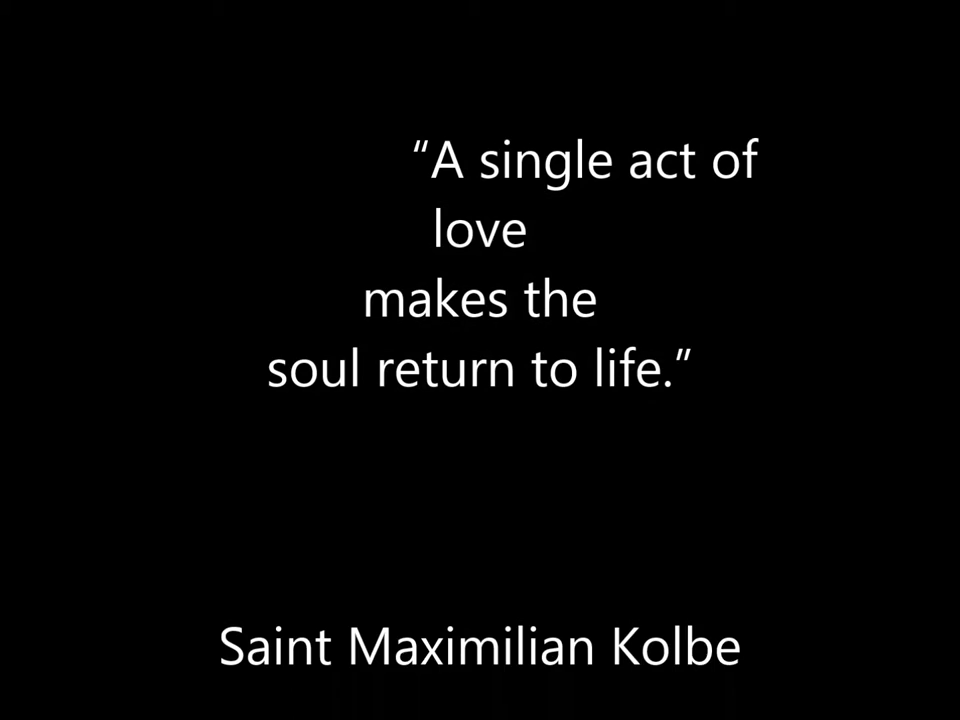 “A single act of
love
makes the
soul return to life.”
Saint Maximilian Kolbe